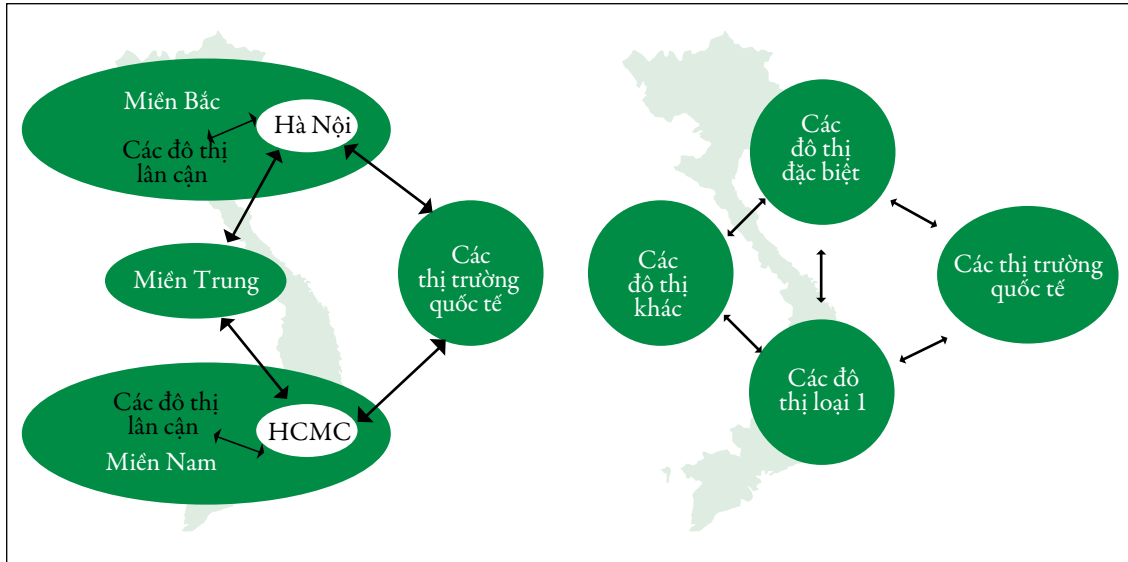 Miền Bắc
Hà Nội
Các đô thị
lân cận
Miền Trung
Các
thị trường
quốc tế
Các đô thị
lân cận
HCMC
Miền Nam
Các
đô thị
đặc biệt
Các
đô thị
khác
Các thị trường
quốc tế
Các đô
thị loại 1